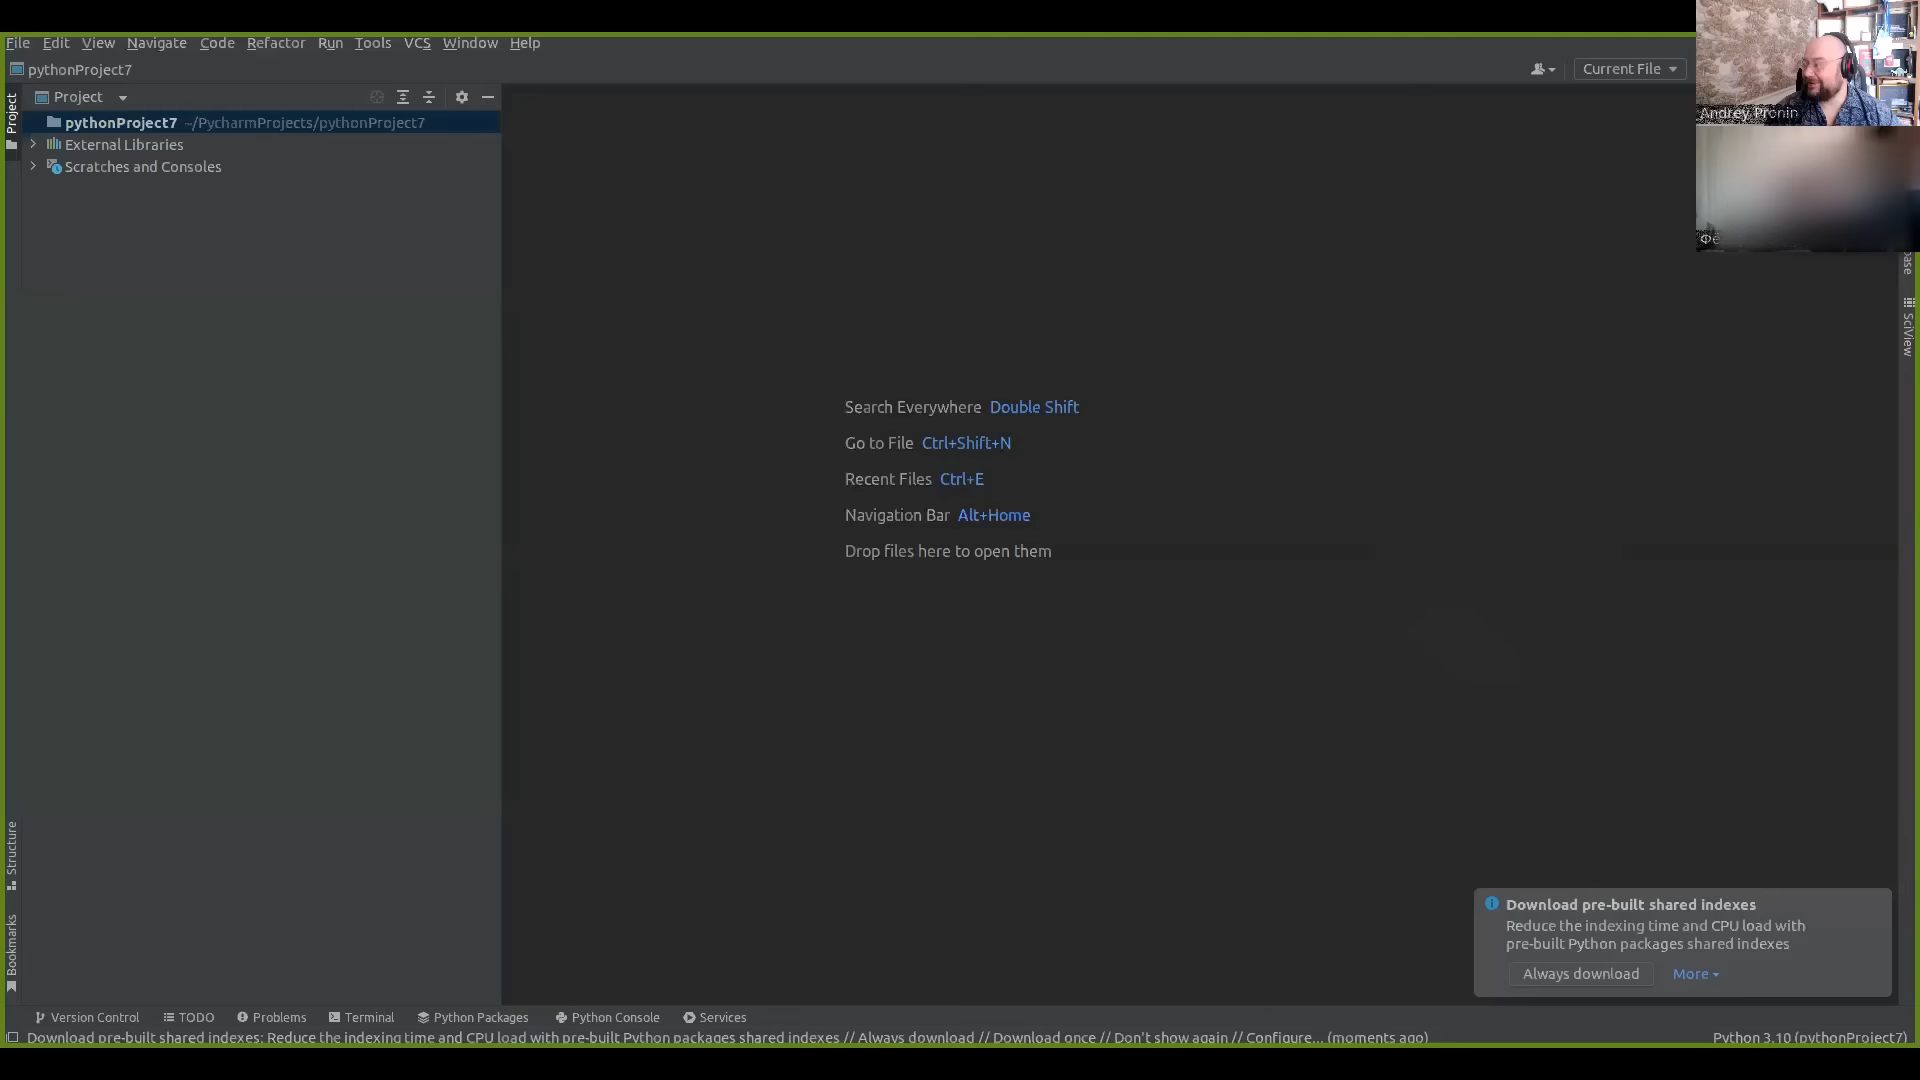 File Edit View Navigate Code Refactor Run Tools VCS Window Help
pythonProject7
Current File
Andrey Pronin
Фё
Project
Project
pythonProject7 ~/PycharmProjects/pythonProject7
External Libraries
Scratches and Consoles
SciView
Search Everywhere Double Shift
Go to File Ctrl+Shift+N
Recent Files Ctrl+E
Navigation Bar Alt+Home
Drop files here to open them
Structure
Bookmarks
Download pre-built shared indexes
Reduce the indexing time and CPU load with
pre-built Python packages shared indexes
Always download More
Version Control TODO Problems Terminal Python Packages Python Console Services
Download pre-built shared indexes: Reduce the indexing time and CPU load with pre-built Python packages shared indexes // Always download // Download once // Don't show again // Configure... (moments ago)
Python 3.10 (pythonProject7)